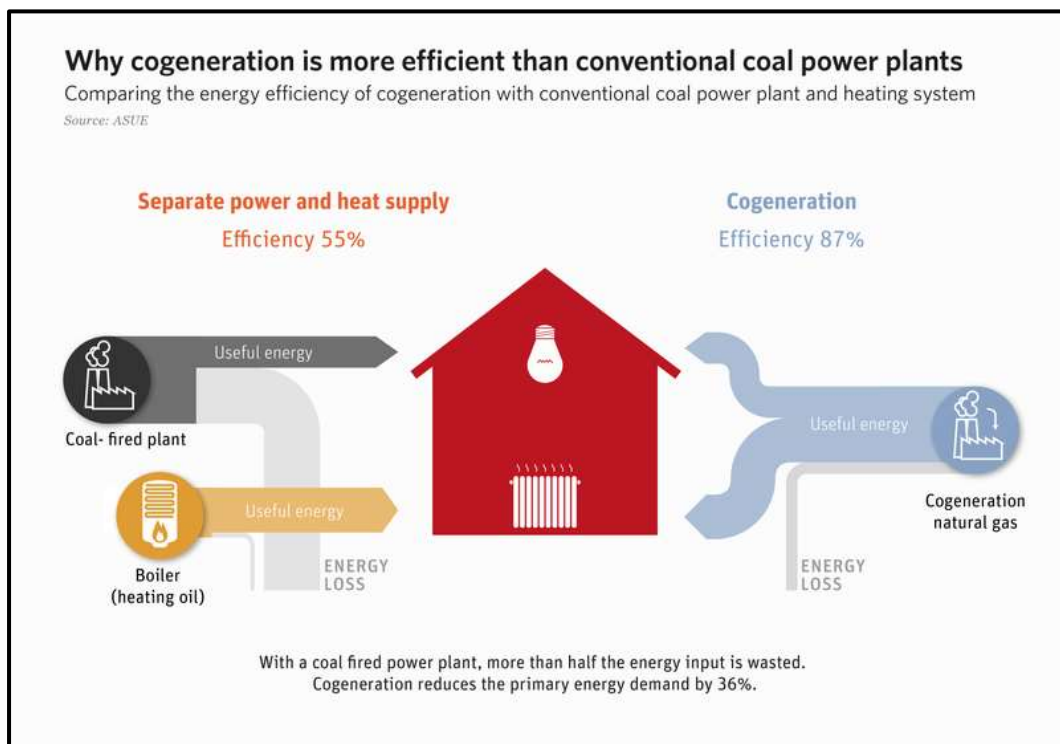 Why cogeneration is more efficient than conventional coal power plants
Comparing the energy efficiency of cogeneration with conventional coal power plant and heating system
Source: ASUE
Separate power and heat supply
Efficiency 55%
Cogeneration
Efficiency 87%
Useful energy
Coal- fired plant
Useful energy
Boiler
(heating oil)
ENERGY
LOSS
Useful energy
Cogeneration
natural gas
ENERGY
LOSS
With a coal fired power plant, more than half the energy input is wasted.
Cogeneration reduces the primary energy demand by 36%.